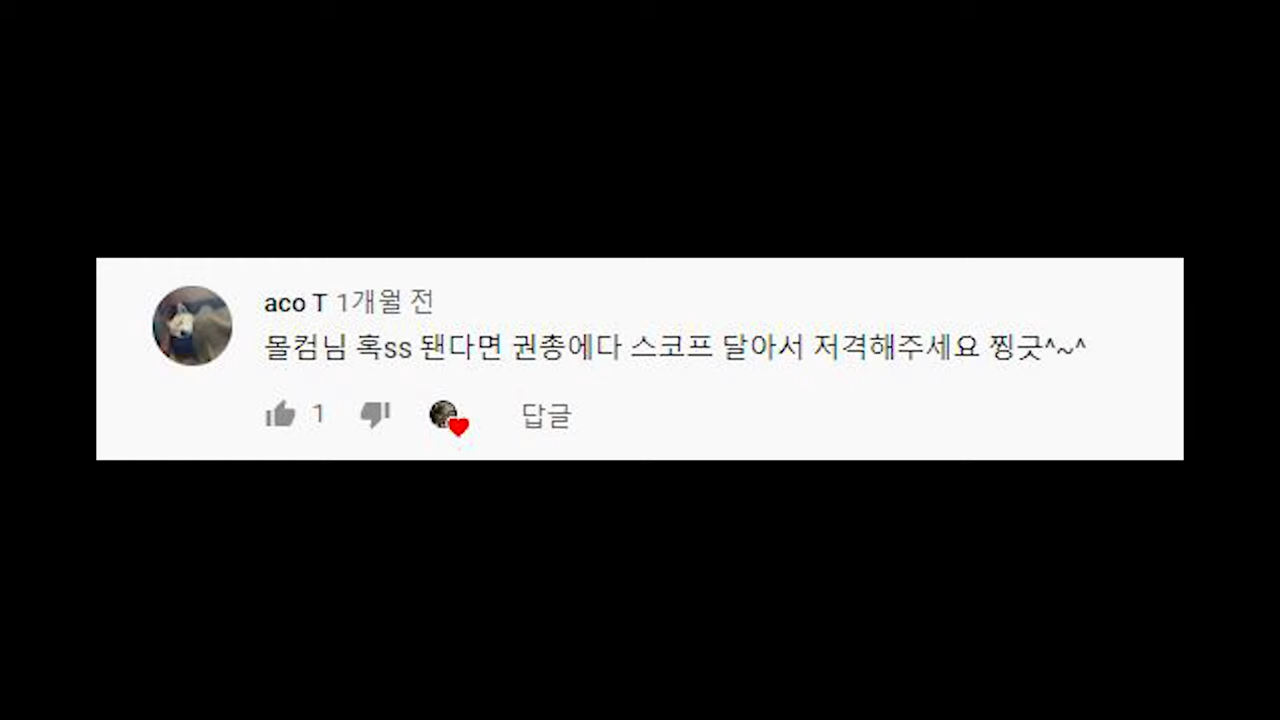 aco T 1개월 전
몰컴님 혹ss 됀다면 권총에다 스코프 달아서 저격해주세요 찡긋^~^
1 답글